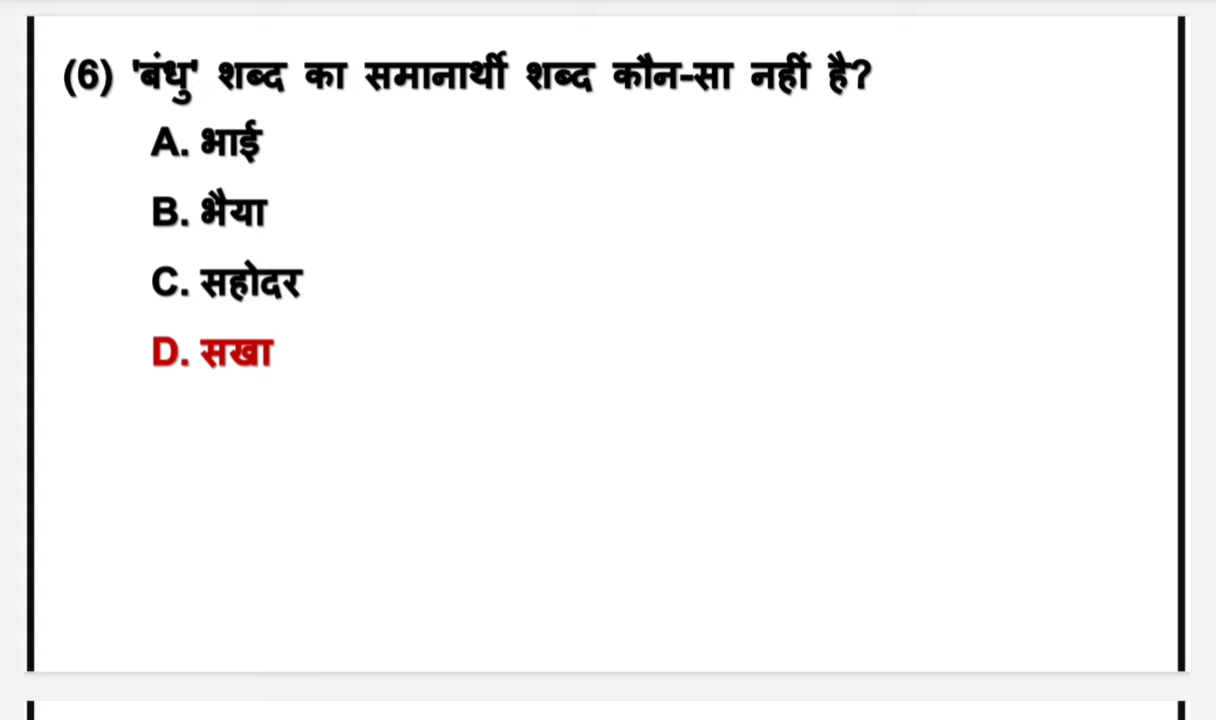 (6) 'बंधु' शब्द का समानार्थी शब्द कौन-सा नहीं है?
A. भाई
B. भैया
C. सहोदर
D. सखा